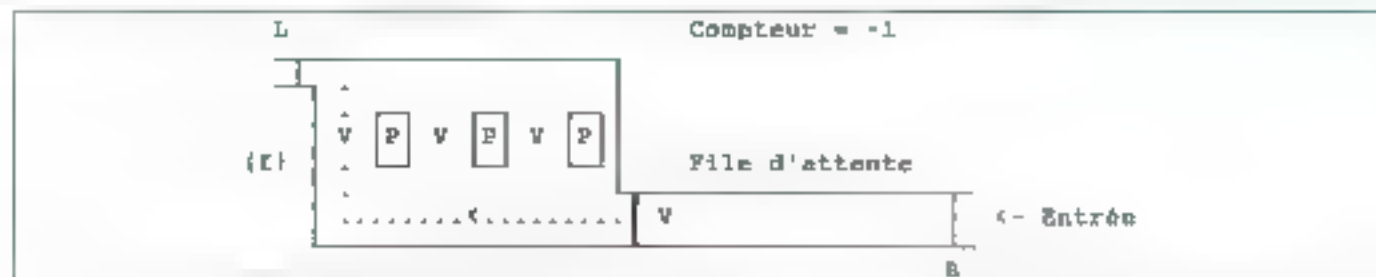 L Compteur = -1
V P V P V P
File d'attente
V <- Entrée
B